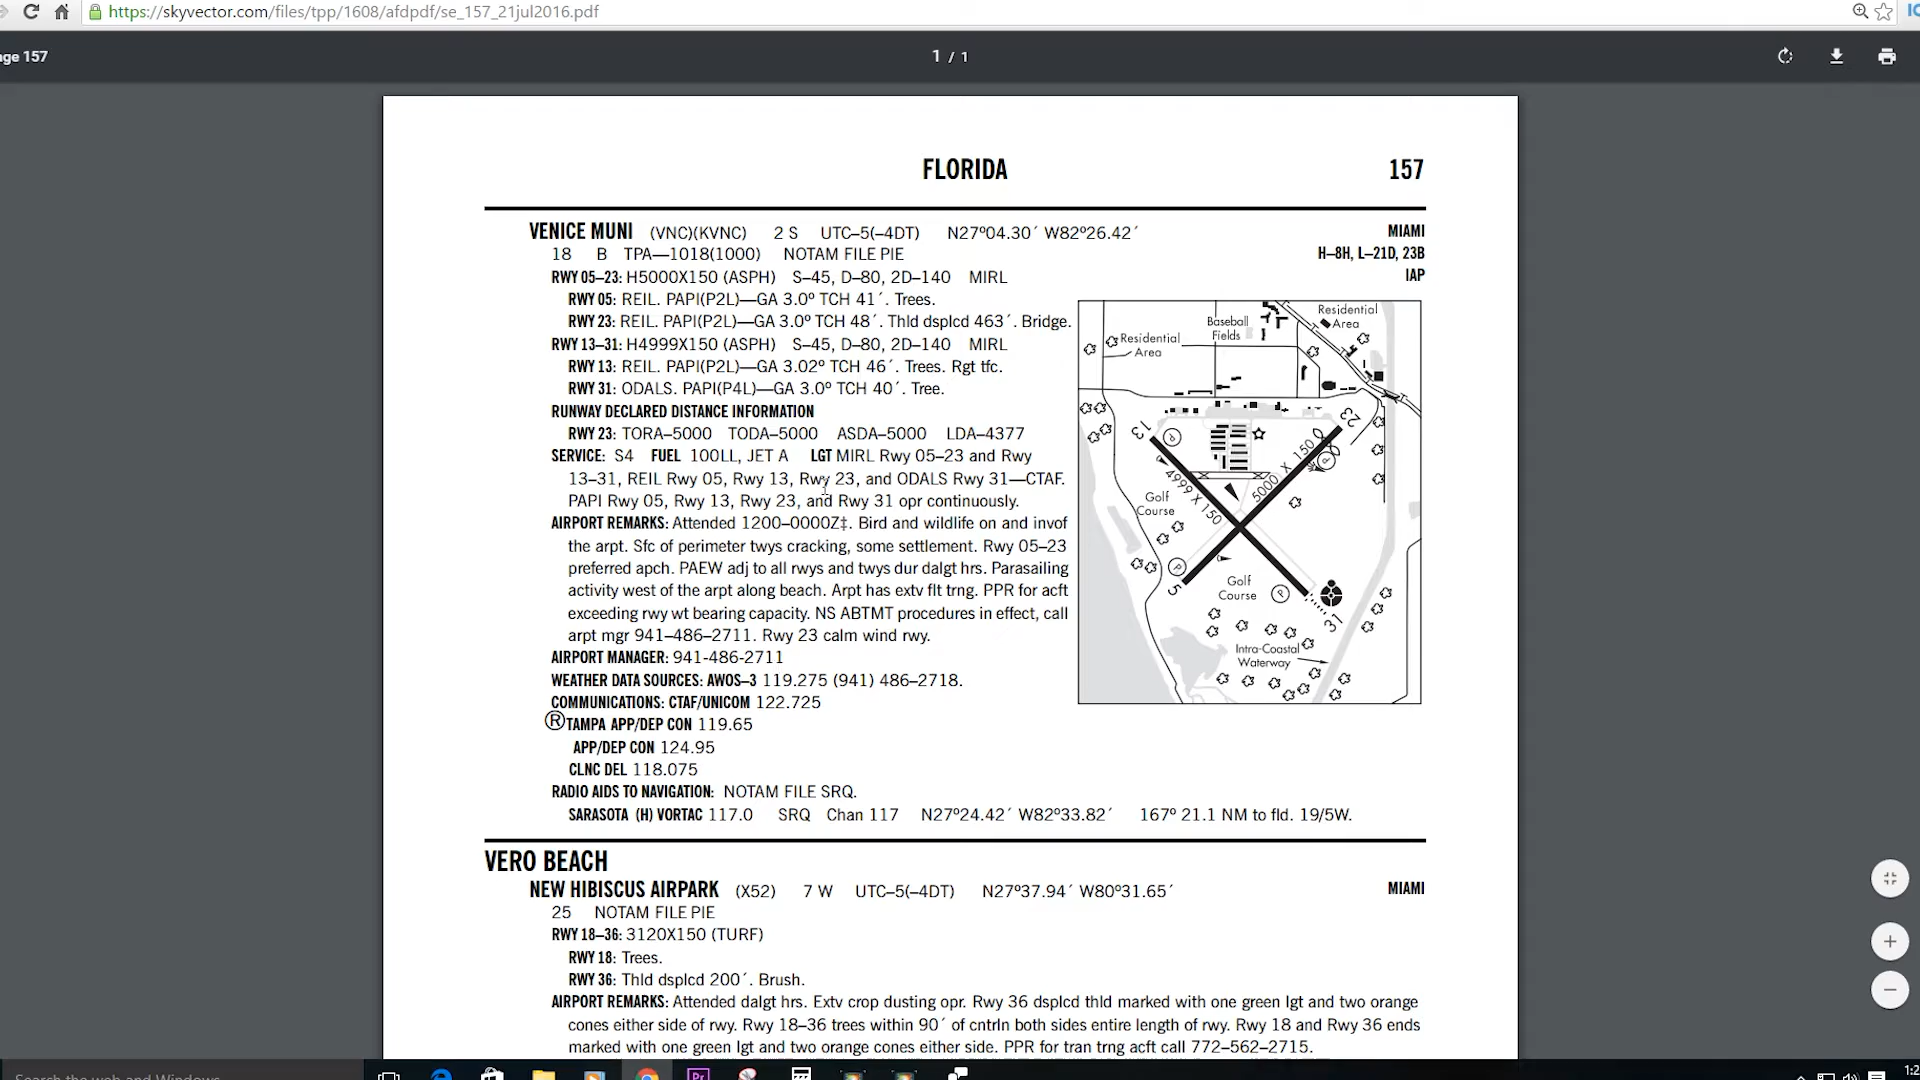 https://skyvector.com/files/tpp/1608/afdpdf/se_157_21jul2016.pdf
age 157
1 / 1
FLORIDA 157
VENICE MUNI (VNC)(KVNC) 2 S UTC–5(–4DT) N27º04.30´ W82º26.42´ MIAMI
18 B TPA—1018(1000) NOTAM FILE PIE H–8H, L–21D, 23B
RWY 05–23: H5000X150 (ASPH) S–45, D–80, 2D–140 MIRL IAP
RWY 05: REIL. PAPI(P2L)—GA 3.0º TCH 41´. Trees.
RWY 23: REIL. PAPI(P2L)—GA 3.0º TCH 48´. Thld dsplcd 463´. Bridge.
RWY 13–31: H4999X150 (ASPH) S–45, D–80, 2D–140 MIRL
RWY 13: REIL. PAPI(P2L)—GA 3.02º TCH 46´. Trees. Rgt tfc.
RWY 31: ODALS. PAPI(P4L)—GA 3.0º TCH 40´. Tree.
RUNWAY DECLARED DISTANCE INFORMATION
RWY 23: TORA–5000 TODA–5000 ASDA–5000 LDA–4377
SERVICE: S4 FUEL 100LL, JET A LGT MIRL Rwy 05–23 and Rwy
13–31, REIL Rwy 05, Rwy 13, Rwy 23, and ODALS Rwy 31—CTAF.
PAPI Rwy 05, Rwy 13, Rwy 23, and Rwy 31 opr continuously.
AIRPORT REMARKS: Attended 1200–0000Z‡. Bird and wildlife on and invof
the arpt. Sfc of perimeter twys cracking, some settlement. Rwy 05–23
preferred apch. PAEW adj to all rwys and twys dur dalgt hrs. Parasailing
activity west of the arpt along beach. Arpt has extv flt trng. PPR for acft
exceeding rwy wt bearing capacity. NS ABTMT procedures in effect, call
arpt mgr 941–486–2711. Rwy 23 calm wind rwy.
AIRPORT MANAGER: 941-486-2711
WEATHER DATA SOURCES: AWOS–3 119.275 (941) 486–2718.
COMMUNICATIONS: CTAF/UNICOM 122.725
Ⓡ TAMPA APP/DEP CON 119.65
APP/DEP CON 124.95
CLNC DEL 118.075
RADIO AIDS TO NAVIGATION: NOTAM FILE SRQ.
SARASOTA (H) VORTAC 117.0 SRQ Chan 117 N27º24.42´ W82º33.82´ 167º 21.1 NM to fld. 19/5W.
Residential
Area
Baseball
Fields
Residential
Area
13
23
P
P
4999 X 150
5000 X 150
Golf
Course
P
5
Golf
Course
P
31
Intra-Coastal
Waterway
VERO BEACH
NEW HIBISCUS AIRPARK (X52) 7 W UTC–5(–4DT) N27º37.94´ W80º31.65´ MIAMI
25 NOTAM FILE PIE
RWY 18–36: 3120X150 (TURF)
RWY 18: Trees.
RWY 36: Thld dsplcd 200´. Brush.
AIRPORT REMARKS: Attended dalgt hrs. Extv crop dusting opr. Rwy 36 dsplcd thld marked with one green lgt and two orange
cones either side of rwy. Rwy 18–36 trees within 90´ of cntrln both sides entire length of rwy. Rwy 18 and Rwy 36 ends
marked with one green lgt and two orange cones either side. PPR for tran trng acft call 772–562–2715.
Search the web and Windows
Pr
1:2